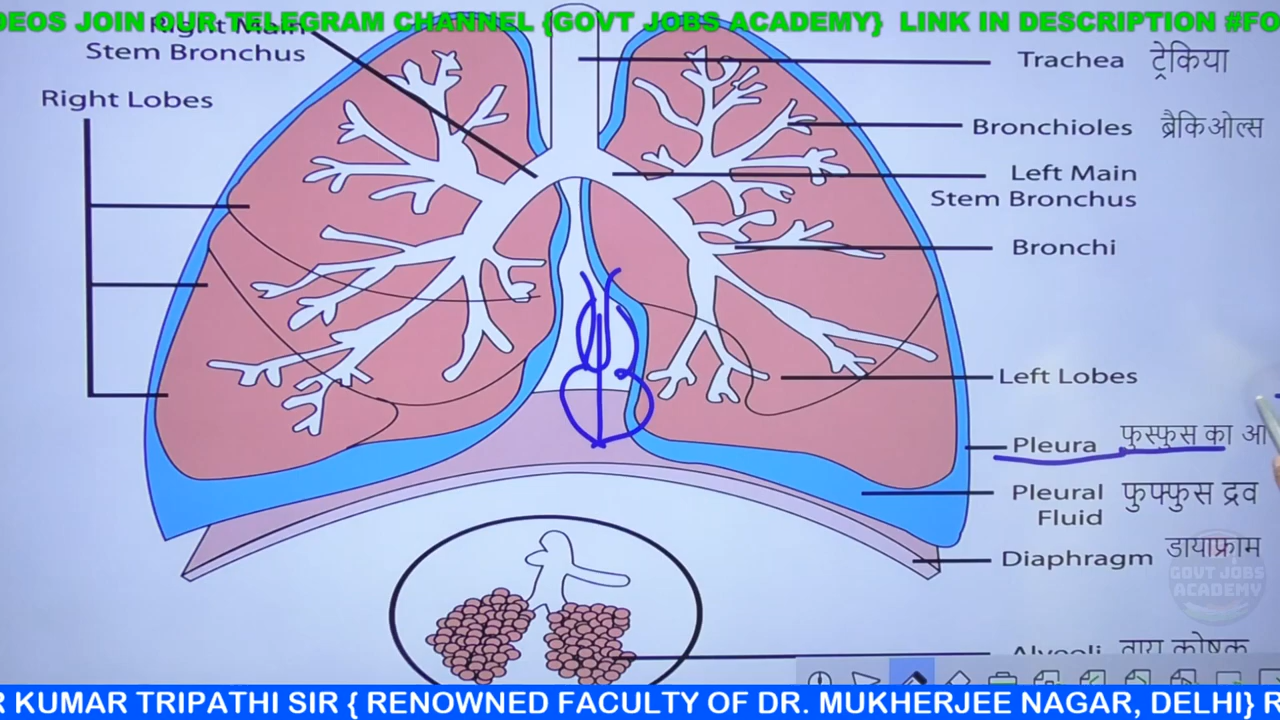 DEOS JOIN OUR TELEGRAM CHANNEL {GOVT JOBS ACADEMY} LINK IN DESCRIPTION #FO
Right Main
Stem Bronchus
Right Lobes
Trachea ट्रेकिया
Bronchioles ब्रैकिओल्स
Left Main
Stem Bronchus
Bronchi
Left Lobes
Pleura फुस्फुस का आ
Pleural फुफ्फुस द्रव
Fluid
Diaphragm डायाफ्राम
GOVT JOBS
ACADEMY
Alveoli वायु कोषक
R KUMAR TRIPATHI SIR { RENOWNED FACULTY OF DR. MUKHERJEE NAGAR, DELHI} R